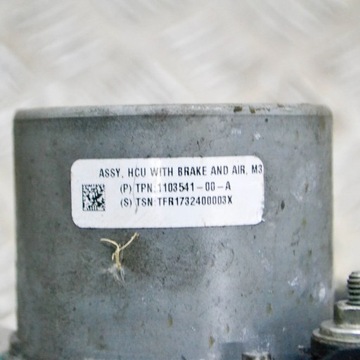 ASSY, HCU WITH BRAKE AND AIR, M3
(P) TPN:1103541-00-A
(S) TSN:TFR1732400003X